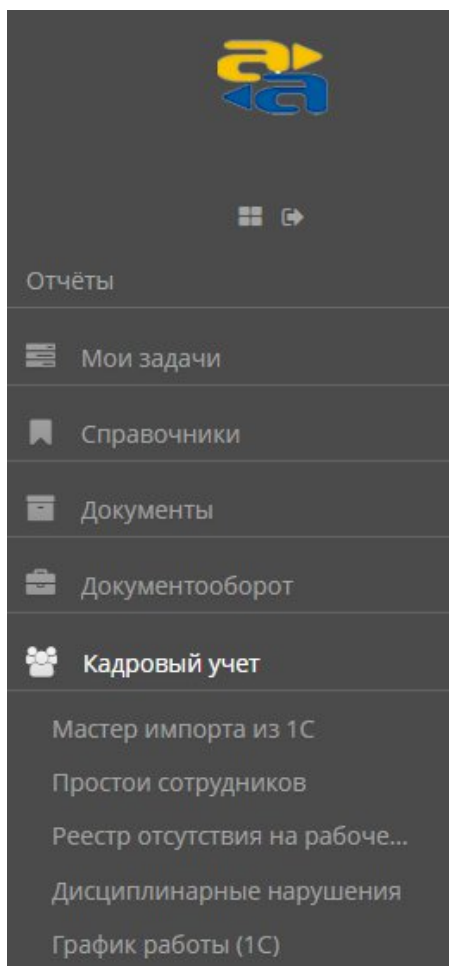 Отчёты
Мои задачи
Справочники
Документы
Документооборот
Кадровый учет
Мастер импорта из 1С
Простои сотрудников
Реестр отсутствия на рабоче...
Дисциплинарные нарушения
График работы (1С)